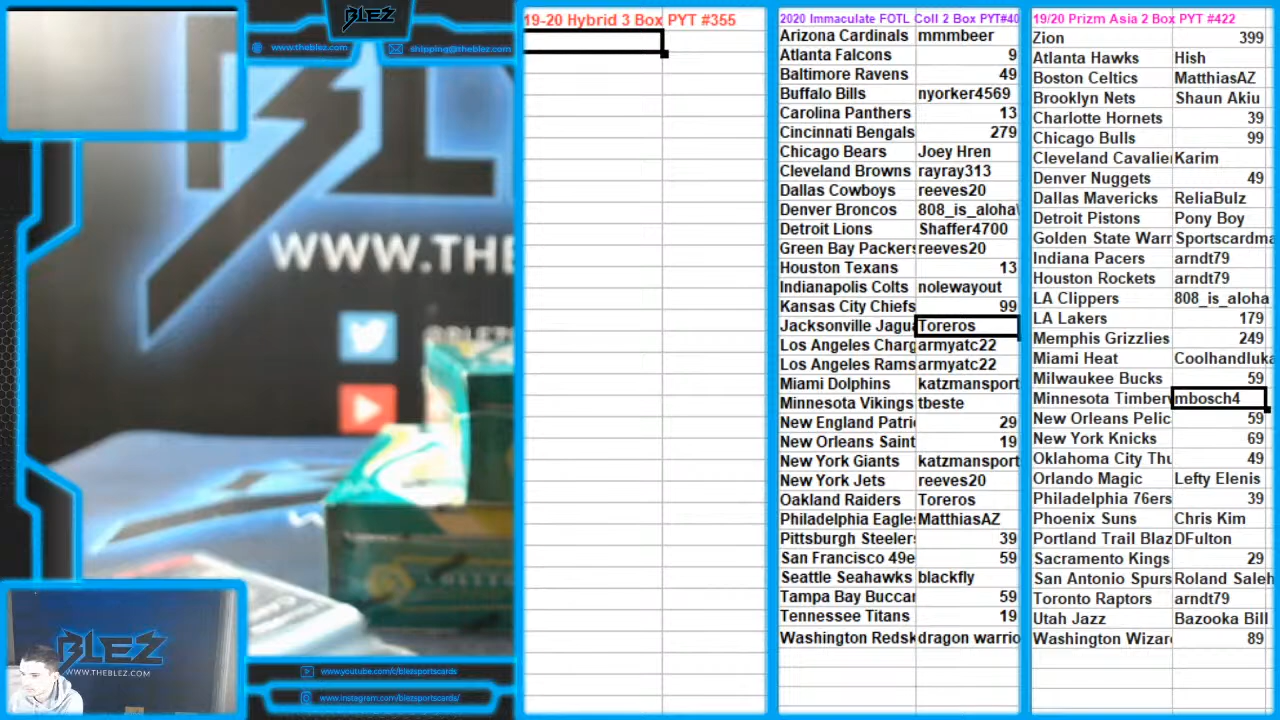 BLEZ
www.theblez.com
shipping@theblez.com
WWW.THE
BLEZ
WWW.THEBLEZ.COM
www.youtube.com/c/blezsportscards
www.instagram.com/blezsportscards/
19-20 Hybrid 3 Box PYT #355
2020 Immaculate FOTL Coll 2 Box PYT#40
Arizona Cardinals mmmbeer
Atlanta Falcons 9
Baltimore Ravens 49
Buffalo Bills nyorker4569
Carolina Panthers 13
Cincinnati Bengals 279
Chicago Bears Joey Hren
Cleveland Browns rayray313
Dallas Cowboys reeves20
Denver Broncos 808_is_aloha
Detroit Lions Shaffer4700
Green Bay Packers reeves20
Houston Texans 13
Indianapolis Colts nolewayout
Kansas City Chiefs 99
Jacksonville Jagua Toreros
Los Angeles Charg armyatc22
Los Angeles Rams armyatc22
Miami Dolphins katzmansport
Minnesota Vikings tbeste
New England Patri 29
New Orleans Saint 19
New York Giants katzmansport
New York Jets reeves20
Oakland Raiders Toreros
Philadelphia Eagle MatthiasAZ
Pittsburgh Steeler 39
San Francisco 49e 59
Seattle Seahawks blackfly
Tampa Bay Buccar 59
Tennessee Titans 19
Washington Redsk dragon warrio
19/20 Prizm Asia 2 Box PYT #422
Zion 399
Atlanta Hawks Hish
Boston Celtics MatthiasAZ
Brooklyn Nets Shaun Akiu
Charlotte Hornets 39
Chicago Bulls 99
Cleveland Cavalier Karim
Denver Nuggets 49
Dallas Mavericks ReliaBulz
Detroit Pistons Pony Boy
Golden State Warr Sportscardma
Indiana Pacers arndt79
Houston Rockets arndt79
LA Clippers 808_is_aloha
LA Lakers 179
Memphis Grizzlies 249
Miami Heat Coolhandluka
Milwaukee Bucks 59
Minnesota Timberv mbosch4
New Orleans Pelic 59
New York Knicks 69
Oklahoma City Thu 49
Orlando Magic Lefty Elenis
Philadelphia 76ers 39
Phoenix Suns Chris Kim
Portland Trail Blaz DFulton
Sacramento Kings 29
San Antonio Spurs Roland Saleh
Toronto Raptors arndt79
Utah Jazz Bazooka Bill
Washington Wizar 89